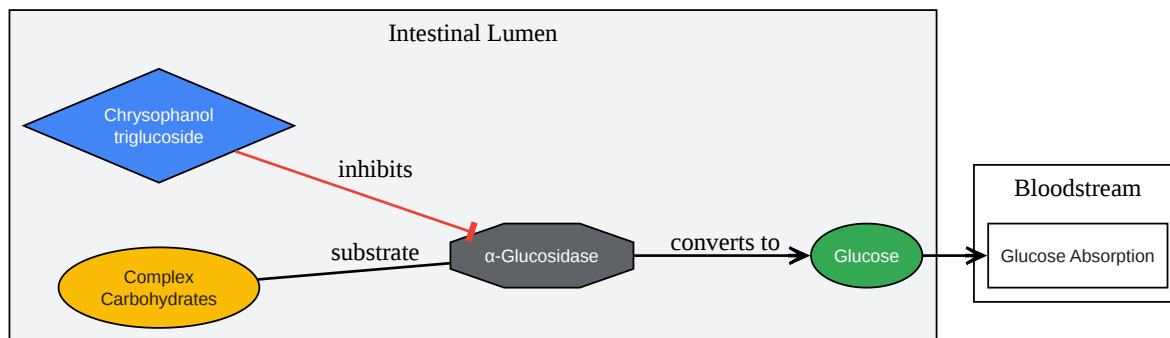 Intestinal Lumen
Chrysophanol
triglucoside
inhibits
Complex
Carbohydrates
substrate
α-Glucosidase
converts to
Glucose
Bloodstream
Glucose Absorption